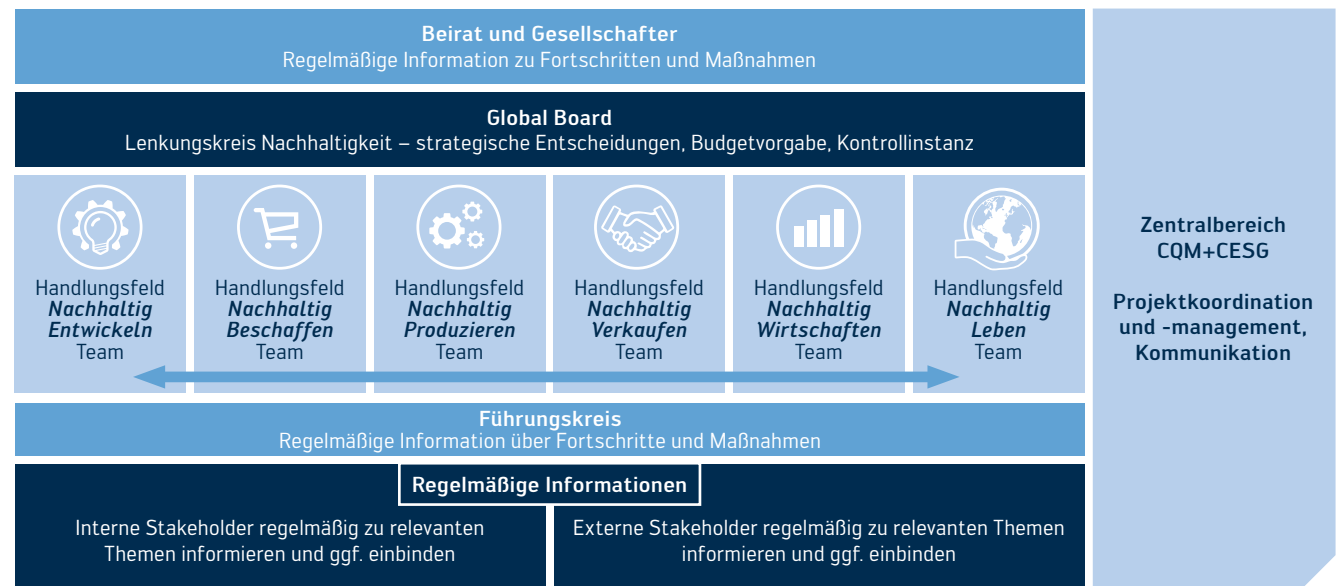 Beirat und Gesellschafter
Regelmäßige Information zu Fortschritten und Maßnahmen
Global Board
Lenkungskreis Nachhaltigkeit – strategische Entscheidungen, Budgetvorgabe, Kontrollinstanz
Handlungsfeld
Nachhaltig
Entwickeln
Team
Handlungsfeld
Nachhaltig
Beschaffen
Team
Handlungsfeld
Nachhaltig
Produzieren
Team
Handlungsfeld
Nachhaltig
Verkaufen
Team
Handlungsfeld
Nachhaltig
Wirtschaften
Team
Handlungsfeld
Nachhaltig
Leben
Team
Führungskreis
Regelmäßige Information über Fortschritte und Maßnahmen
Regelmäßige Informationen
Interne Stakeholder regelmäßig zu relevanten
Themen informieren und ggf. einbinden
Externe Stakeholder regelmäßig zu relevanten Themen
informieren und ggf. einbinden
Zentralbereich
CQM+CESG
Projektkoordination
und -management,
Kommunikation